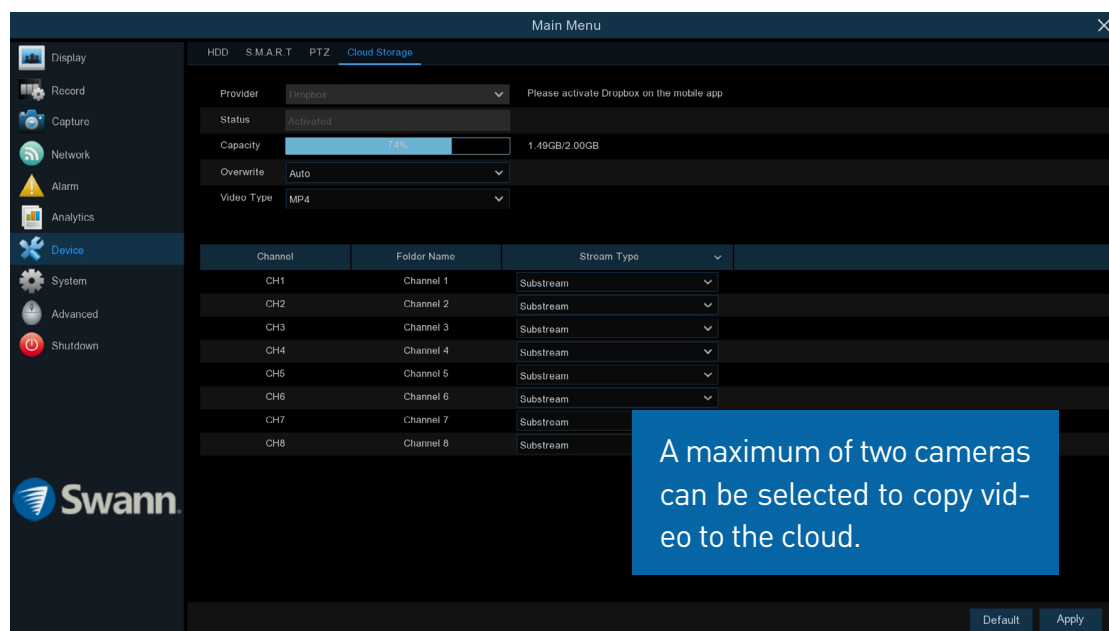 Main Menu
Display
Record
Capture
Network
Alarm
Analytics
Device
System
Advanced
Shutdown
Swann.
HDD S.M.A.R.T PTZ Cloud Storage
Provider Dropbox Please activate Dropbox on the mobile app
Status Activated
Capacity 74% 1.49GB/2.00GB
Overwrite Auto
Video Type MP4
Channel Folder Name Stream Type
CH1 Channel 1 Substream
CH2 Channel 2 Substream
CH3 Channel 3 Substream
CH4 Channel 4 Substream
CH5 Channel 5 Substream
CH6 Channel 6 Substream
CH7 Channel 7 Substream
CH8 Channel 8 Substream
A maximum of two cameras
can be selected to copy vid-
eo to the cloud.
Default Apply